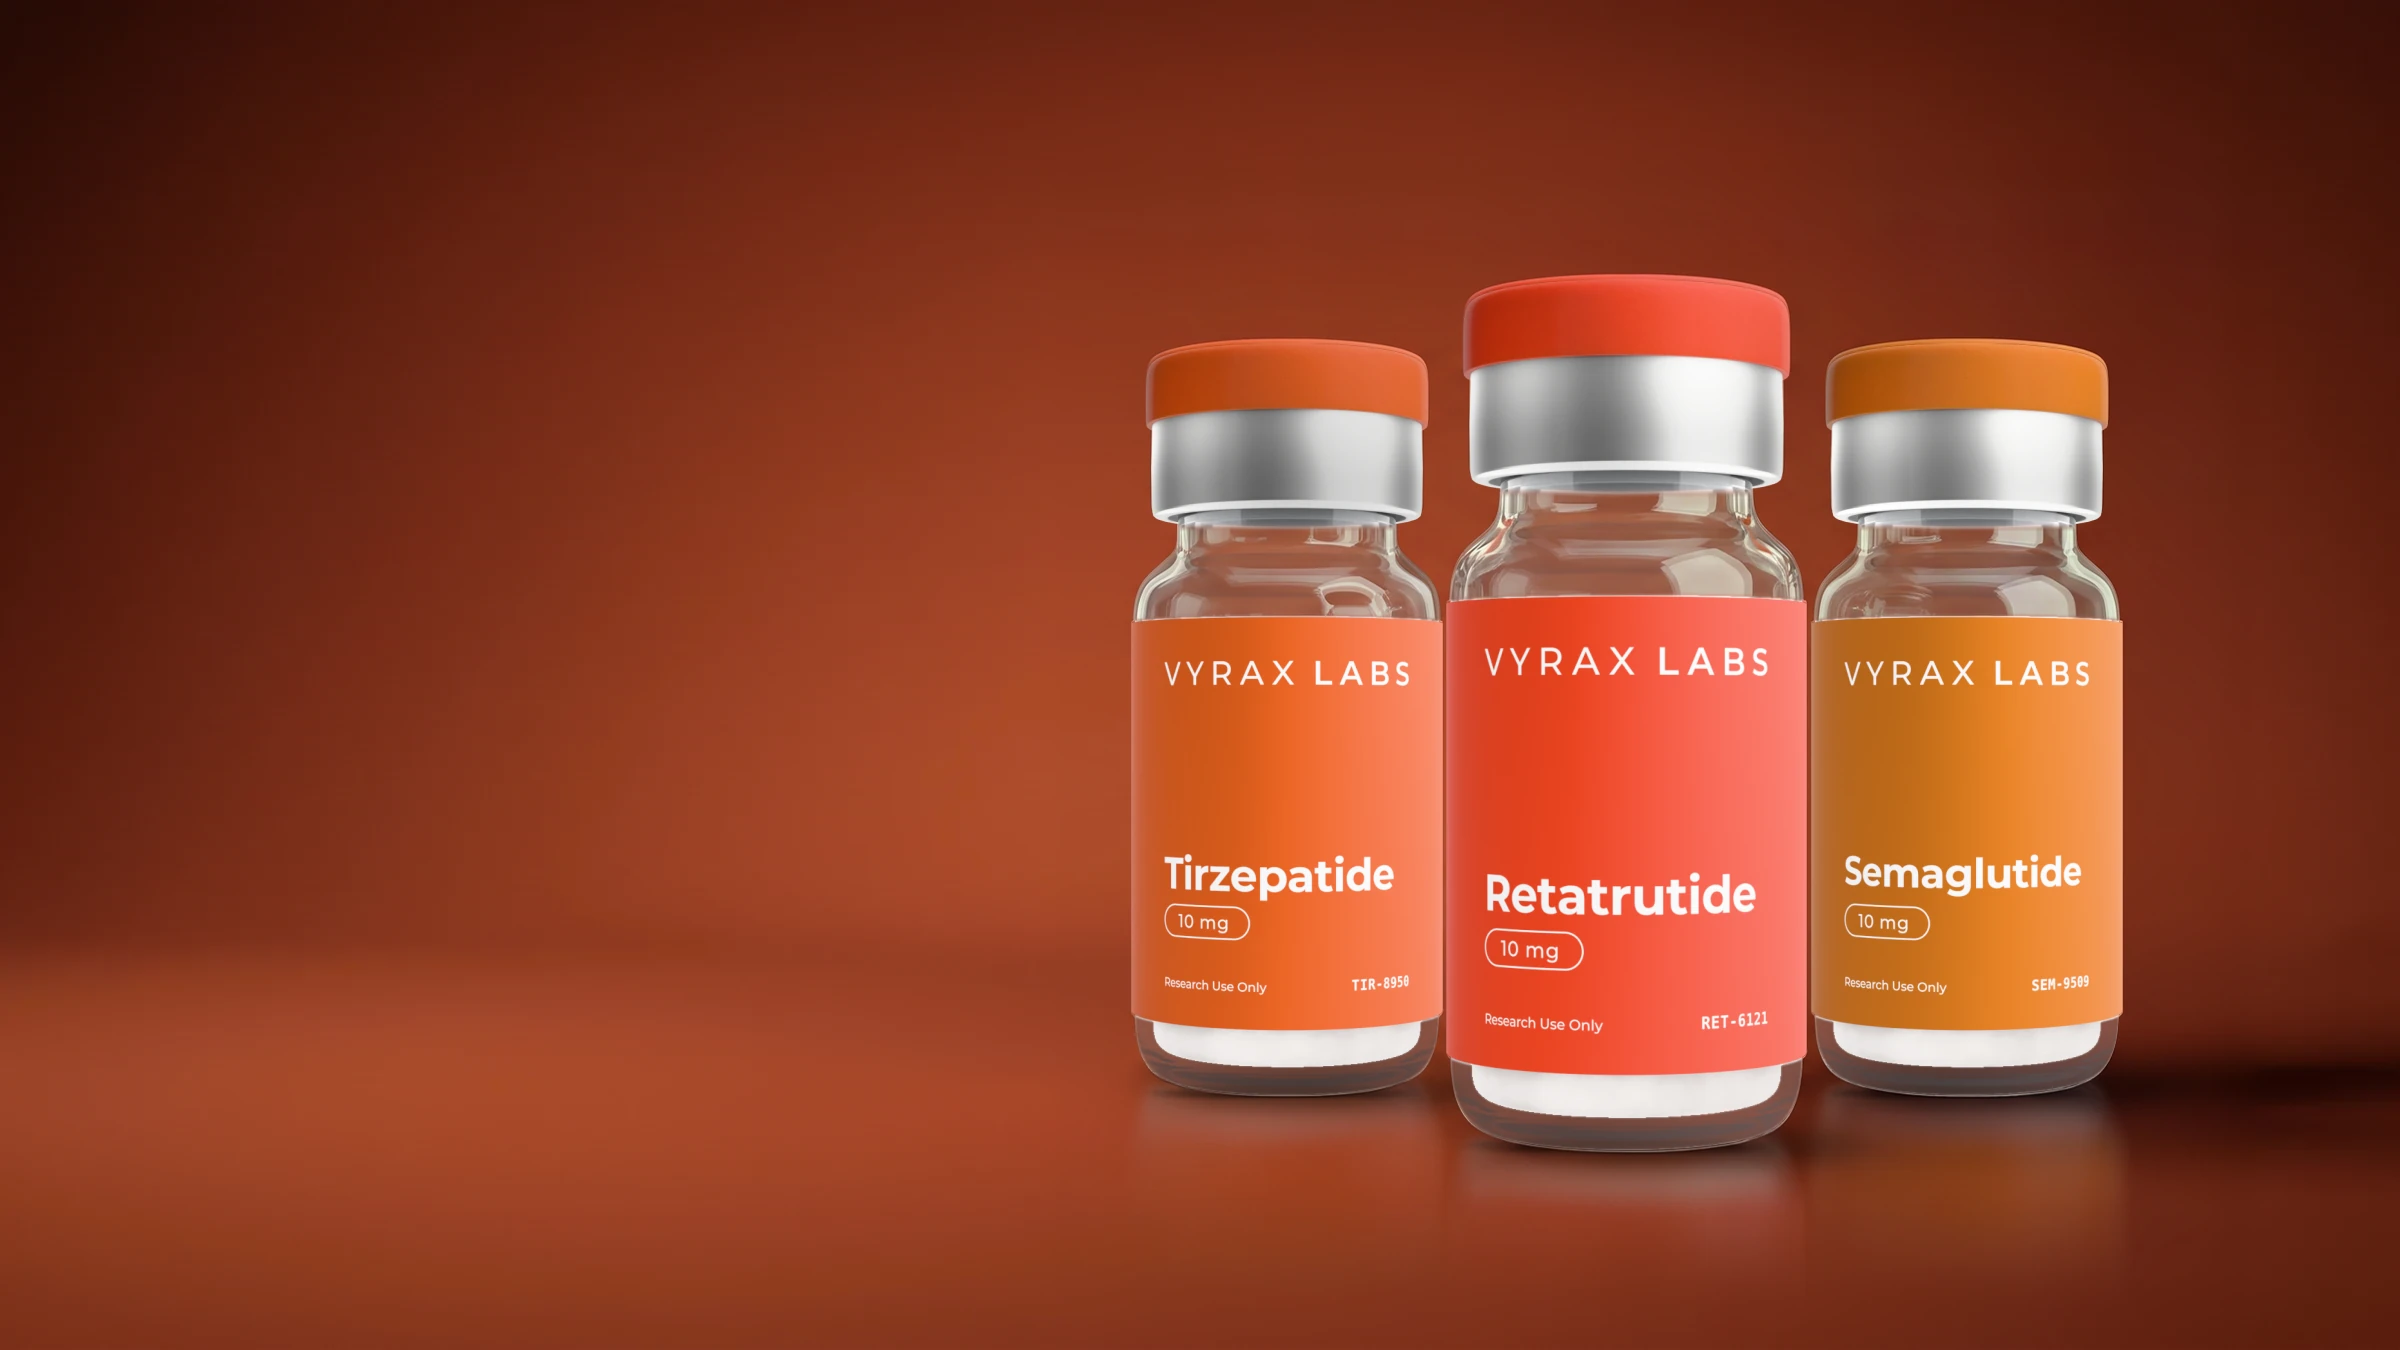 VYRAX LABS
Tirzepatide
10 mg
Research Use Only
TIR-8950
VYRAX LABS
Retatrutide
10 mg
Research Use Only
RET-6121
VYRAX LABS
Semaglutide
10 mg
Research Use Only
SEM-9509